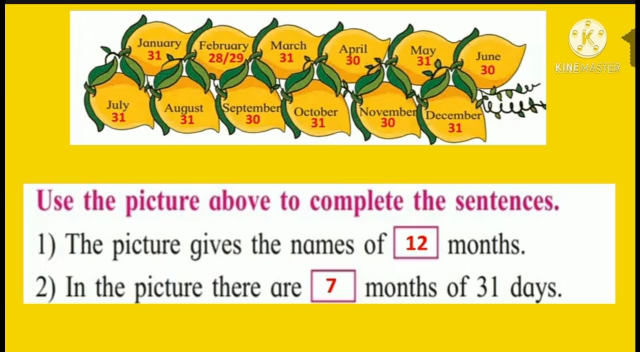 January February March April May June
31 28/29 31 30 31 30
July August September October November December
31 31 30 31 30 31
KINEMASTER
Use the picture above to complete the sentences.
1) The picture gives the names of 12 months.
2) In the picture there are 7 months of 31 days.